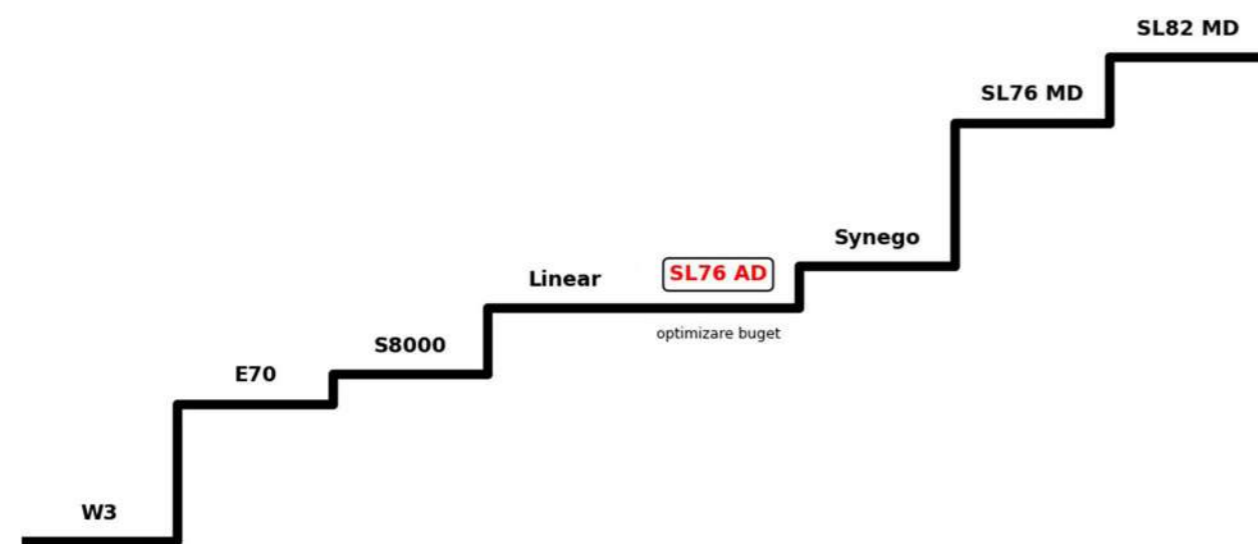 SL82 MD
SL76 MD
Synego
Linear
SL76 AD
optimizare buget
S8000
E70
W3